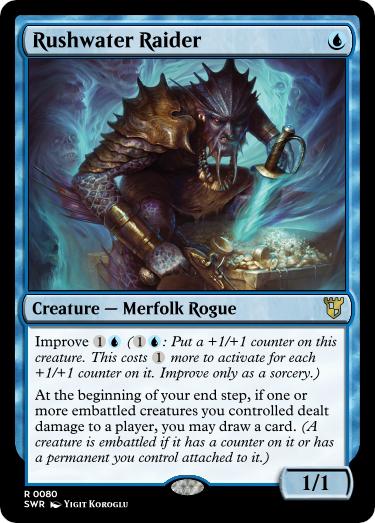 Rushwater Raider
Creature — Merfolk Rogue
Improve 1 (1: Put a +1/+1 counter on this
creature. This costs 1 more to activate for each
+1/+1 counter on it. Improve only as a sorcery.)
At the beginning of your end step, if one or
more embattled creatures you controlled dealt
damage to a player, you may draw a card. (A
creature is embattled if it has a counter on it or has
a permanent you control attached to it.)
1/1
R 0080
SWR Yigit Koroglu